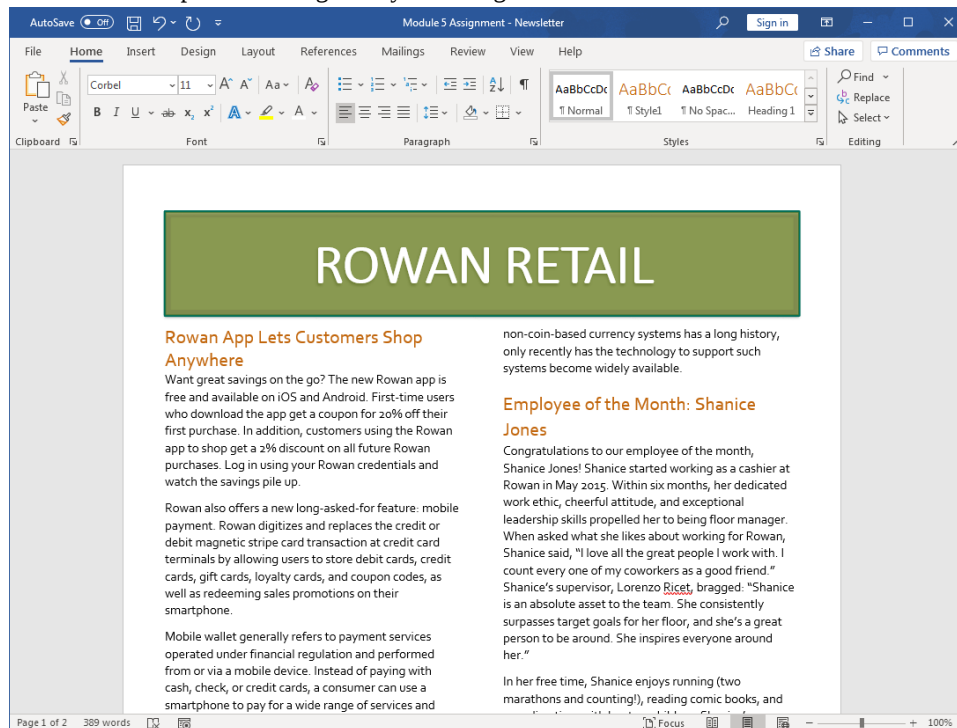 AutoSave Off Module 5 Assignment - Newsletter Sign in
File Home Insert Design Layout References Mailings Review View Help Share Comments
Corbel 11 A^ A˅ Aa A
Paste
B I U ab x₂ x² A A
AaBbCcDc AaBbCc AaBbCcDc AaBbCc
¶ Normal ¶ Style1 ¶ No Spac... Heading 1
Find
Replace
Select
Clipboard Font Paragraph Styles Editing
ROWAN RETAIL
Rowan App Lets Customers Shop
Anywhere
Want great savings on the go? The new Rowan app is
free and available on iOS and Android. First-time users
who download the app get a coupon for 20% off their
first purchase. In addition, customers using the Rowan
app to shop get a 2% discount on all future Rowan
purchases. Log in using your Rowan credentials and
watch the savings pile up.
Rowan also offers a new long-asked-for feature: mobile
payment. Rowan digitizes and replaces the credit or
debit magnetic stripe card transaction at credit card
terminals by allowing users to store debit cards, credit
cards, gift cards, loyalty cards, and coupon codes, as
well as redeeming sales promotions on their
smartphone.
Mobile wallet generally refers to payment services
operated under financial regulation and performed
from or via a mobile device. Instead of paying with
cash, check, or credit cards, a consumer can use a
smartphone to pay for a wide range of services and
non-coin-based currency systems has a long history,
only recently has the technology to support such
systems become widely available.
Employee of the Month: Shanice
Jones
Congratulations to our employee of the month,
Shanice Jones! Shanice started working as a cashier at
Rowan in May 2015. Within six months, her dedicated
work ethic, cheerful attitude, and exceptional
leadership skills propelled her to being floor manager.
When asked what she likes about working for Rowan,
Shanice said, “I love all the great people I work with. I
count every one of my coworkers as a good friend.”
Shanice’s supervisor, Lorenzo Ricet, bragged: “Shanice
is an absolute asset to the team. She consistently
surpasses target goals for her floor, and she’s a great
person to be around. She inspires everyone around
her.”
In her free time, Shanice enjoys running (two
marathons and counting!), reading comic books, and
Page 1 of 2 389 words Focus 100%